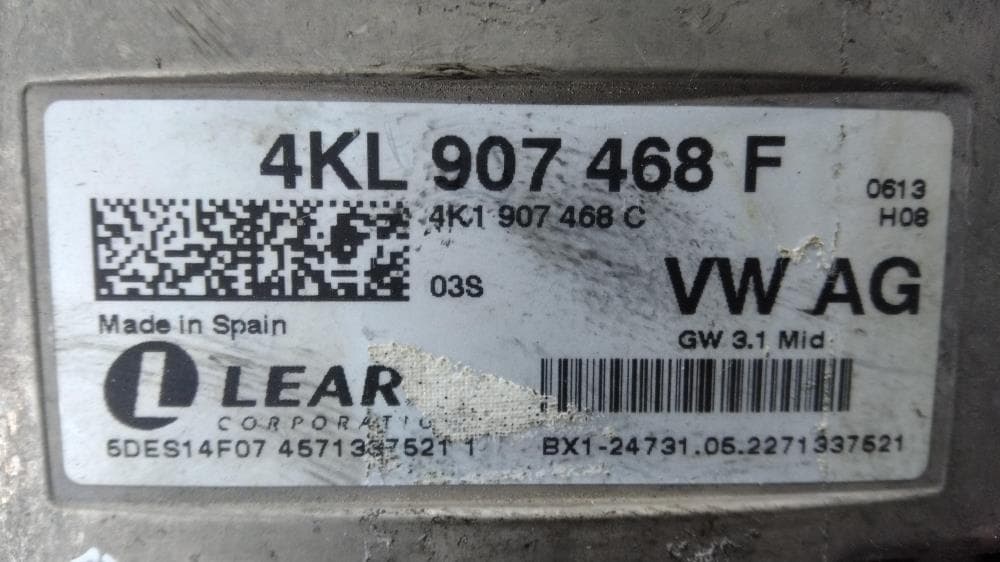 4KL 907 468 F
0613
4K1 907 468 C
H08
03S
VW AG
Made in Spain
GW 3.1 Mid
LEAR
5DES14F07 4571337521 1
BX1-24731.05.2271337521